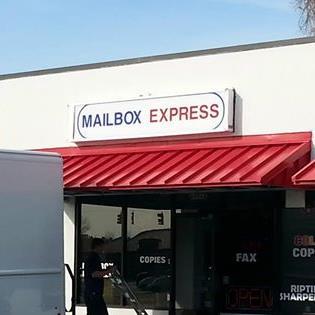 MAILBOX EXPRESS
COPIES
FAX
COP
OPEN
SHARPE